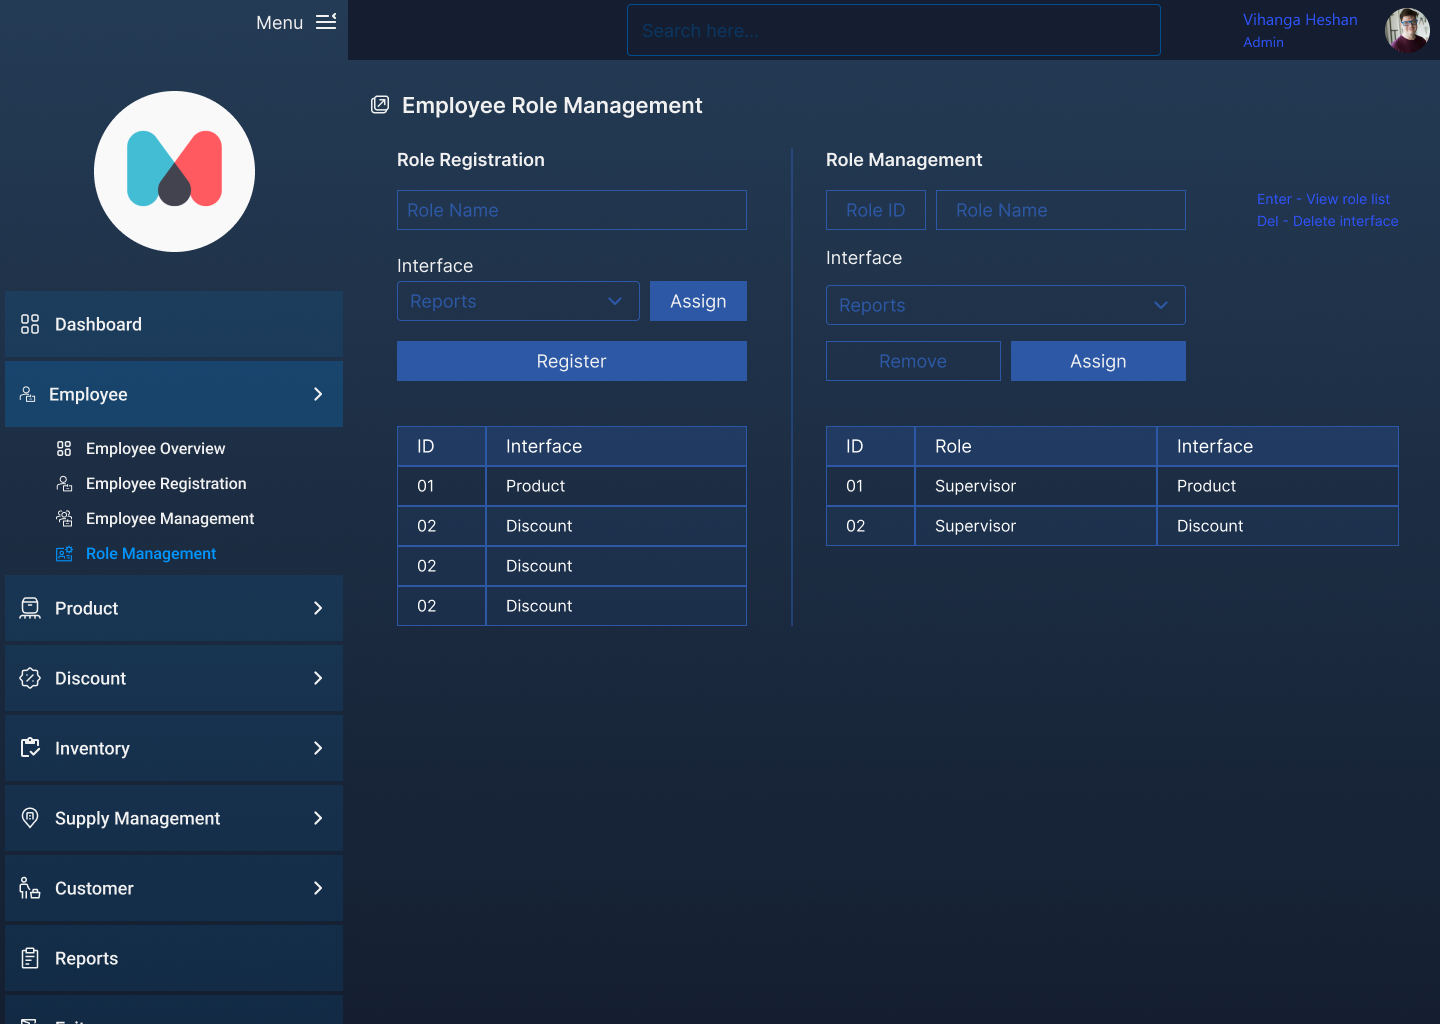 Menu
Search here...
Vihanga Heshan
Admin
Employee Role Management
Role Registration
Role Name
Interface
Reports
Assign
Register
ID Interface
01 Product
02 Discount
02 Discount
02 Discount
Role Management
Role ID Role Name
Enter - View role list
Del - Delete interface
Interface
Reports
Remove Assign
ID Role Interface
01 Supervisor Product
02 Supervisor Discount
Dashboard
Employee
Employee Overview
Employee Registration
Employee Management
Role Management
Product
Discount
Inventory
Supply Management
Customer
Reports